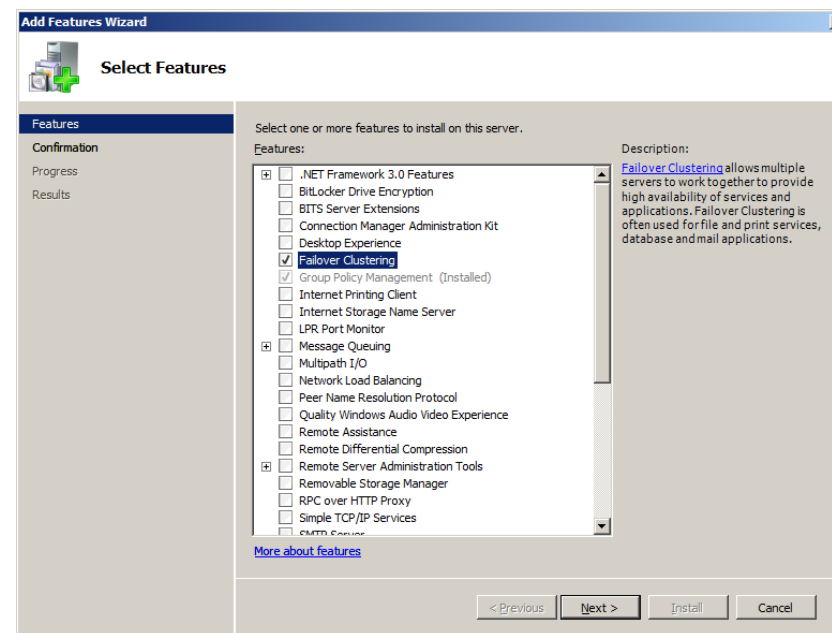 Add Features Wizard
Select Features
Features
Confirmation
Progress
Results
Select one or more features to install on this server.
Features:
.NET Framework 3.0 Features
BitLocker Drive Encryption
BITS Server Extensions
Connection Manager Administration Kit
Desktop Experience
Failover Clustering
Group Policy Management (Installed)
Internet Printing Client
Internet Storage Name Server
LPR Port Monitor
Message Queuing
Multipath I/O
Network Load Balancing
Peer Name Resolution Protocol
Quality Windows Audio Video Experience
Remote Assistance
Remote Differential Compression
Remote Server Administration Tools
Removable Storage Manager
RPC over HTTP Proxy
Simple TCP/IP Services
SMTP Server
More about features
Description:
Failover Clustering allows multiple
servers to work together to provide
high availability of services and
applications. Failover Clustering is
often used for file and print services,
database and mail applications.
< Previous
Next >
Install
Cancel